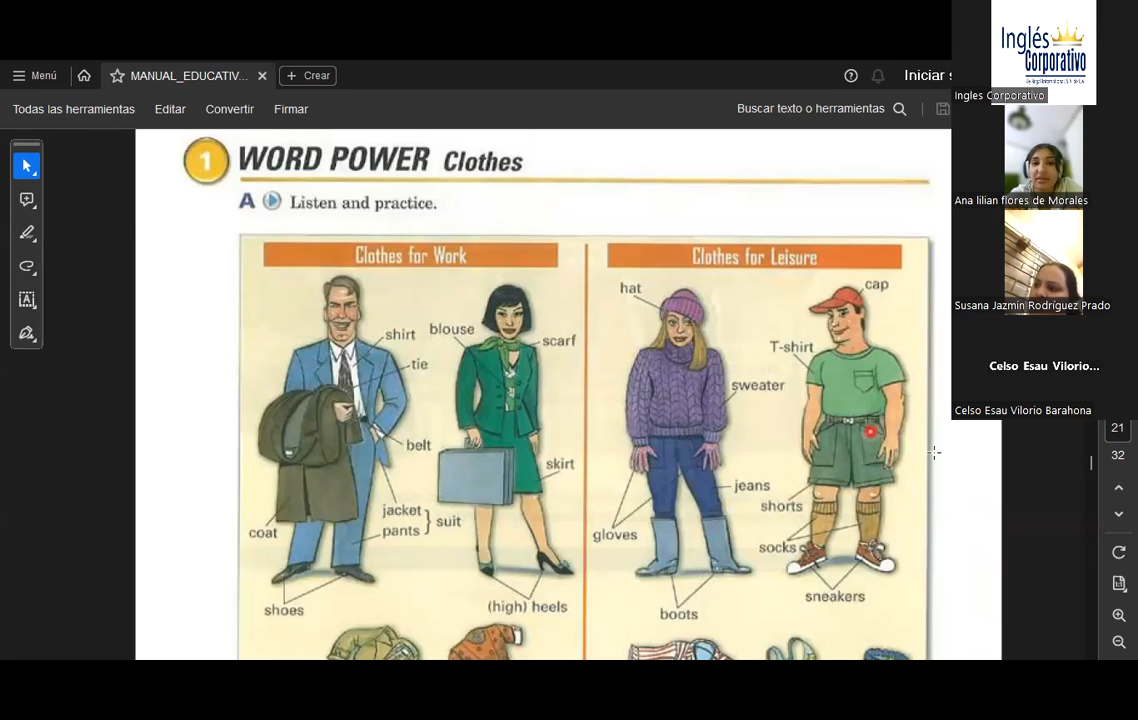 Menú
MANUAL_EDUCATIV...
Crear
Iniciar s
Todas las herramientas
Editar
Convertir
Firmar
Buscar texto o herramientas
1 WORD POWER Clothes
A Listen and practice.
Clothes for Work
Clothes for Leisure
shirt
blouse
scarf
tie
belt
skirt
jacket
pants
suit
coat
shoes
(high) heels
hat
cap
T-shirt
sweater
jeans
shorts
gloves
socks
sneakers
boots
Inglés
Corporativo
Ingles Corporativo
Ana lilian flores de Morales
Susana Jazmin Rodríguez Prado
Celso Esau Vilorio...
Celso Esau Vilorio Barahona
21
32